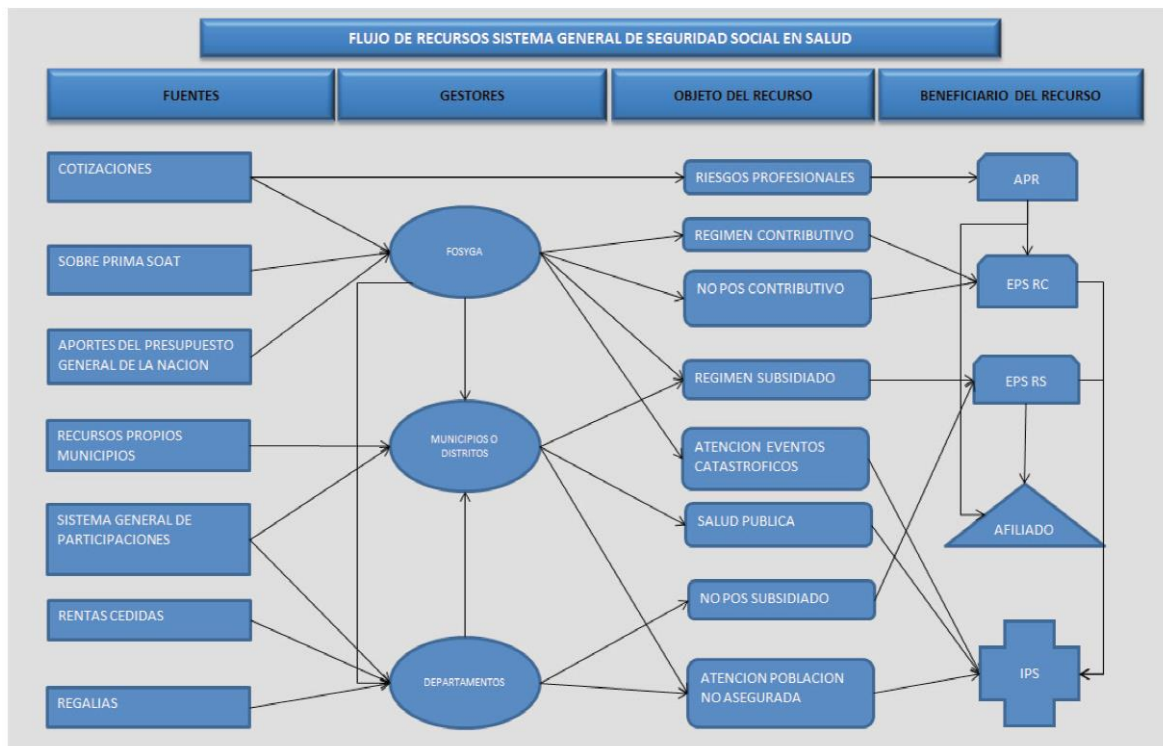 FLUJO DE RECURSOS SISTEMA GENERAL DE SEGURIDAD SOCIAL EN SALUD
FUENTES
GESTORES
OBJETO DEL RECURSO
BENEFICIARIO DEL RECURSO
COTIZACIONES
SOBRE PRIMA SOAT
APORTES DEL PRESUPUESTO
GENERAL DE LA NACION
RECURSOS PROPIOS
MUNICIPIOS
SISTEMA GENERAL DE
PARTICIPACIONES
RENTAS CEDIDAS
REGALIAS
FOSYGA
MUNICIPIOS O
DISTRITOS
DEPARTAMENTOS
RIESGOS PROFESIONALES
REGIMEN CONTRIBUTIVO
NO POS CONTRIBUTIVO
REGIMEN SUBSIDIADO
ATENCION EVENTOS
CATASTROFICOS
SALUD PUBLICA
NO POS SUBSIDIADO
ATENCION POBLACION
NO ASEGURADA
APR
EPS RC
EPS RS
AFILIADO
IPS